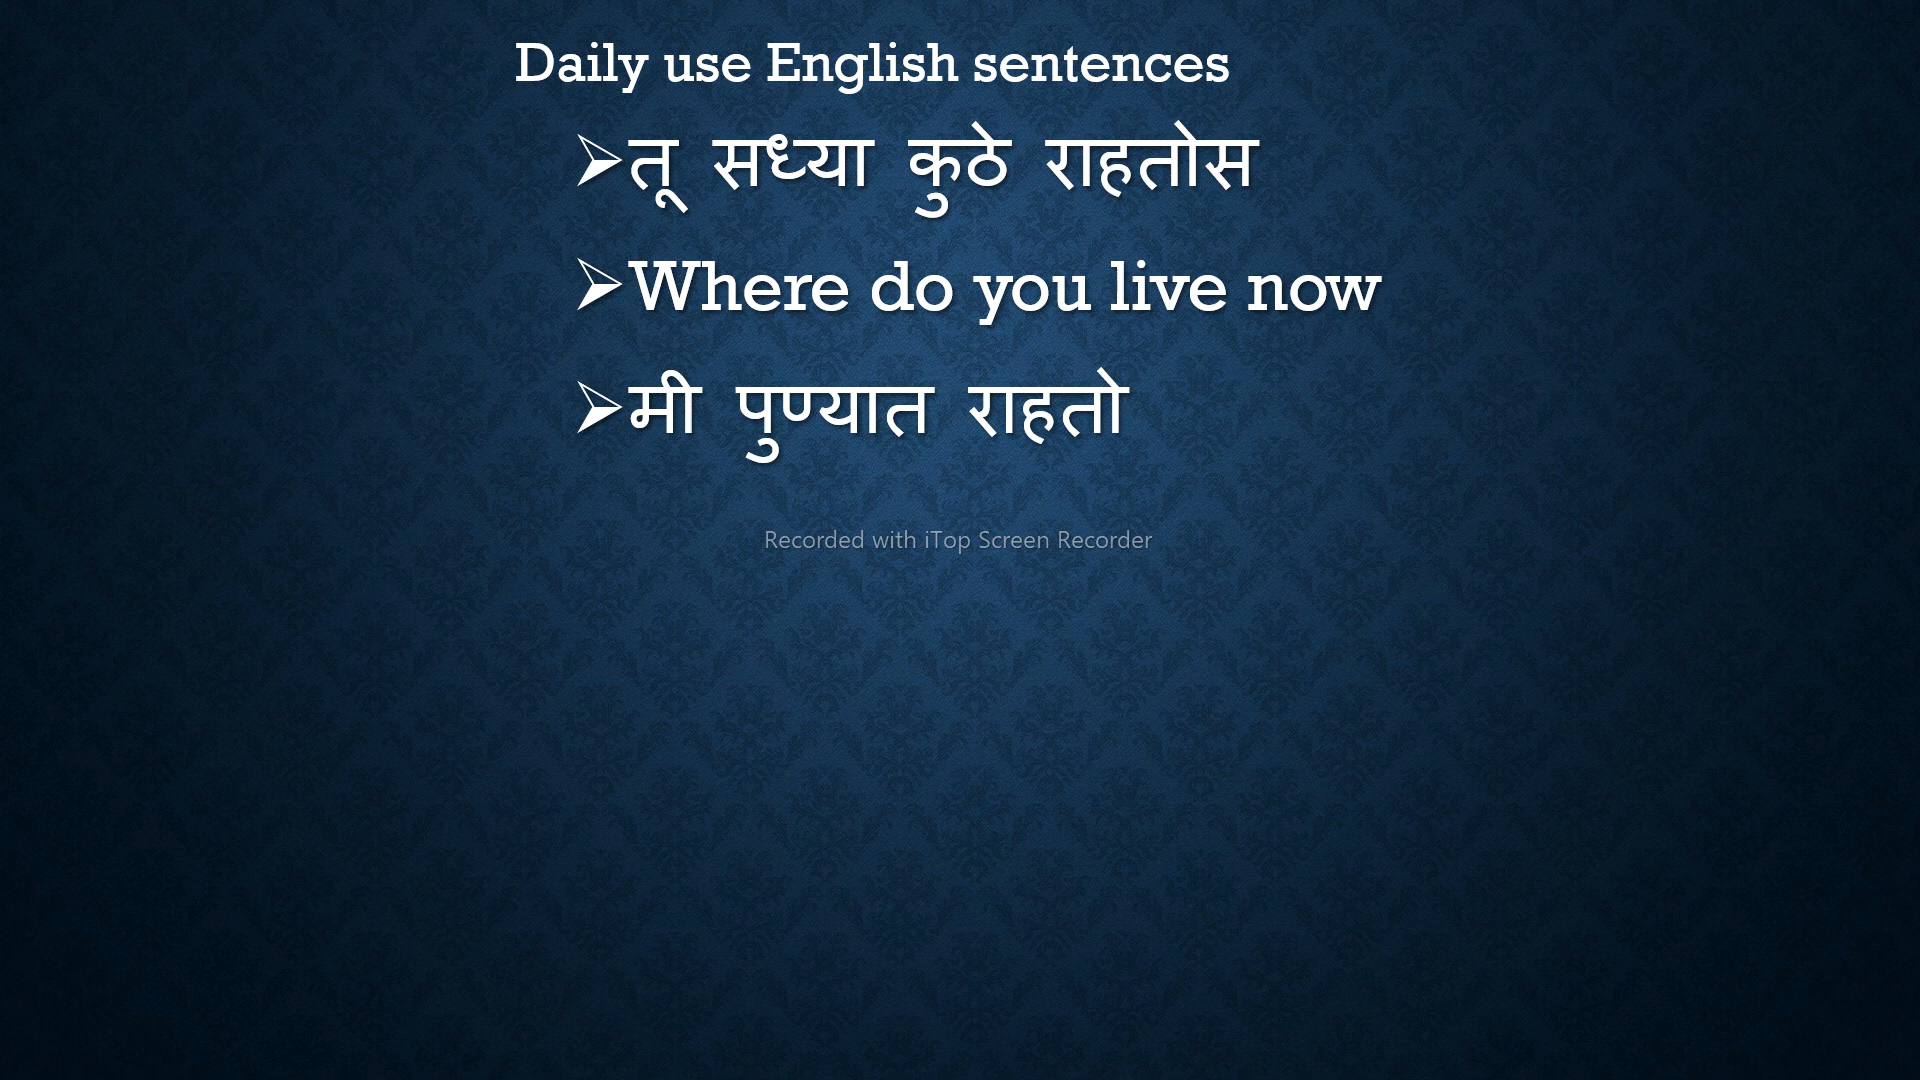 Daily use English sentences
➢तू सध्या कुठे राहतोस
➢Where do you live now
➢मी पुण्यात राहतो
Recorded with iTop Screen Recorder